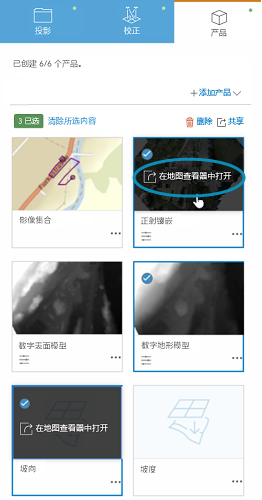 投影 校正 产品
已创建 6/6 个产品。
添加产品
3 已选 清除所选内容 删除 共享
在地图查看器中打开
影像集合 正射镶嵌
数字表面模型 数字地形模型
在地图查看器中打开
坡向 坡度